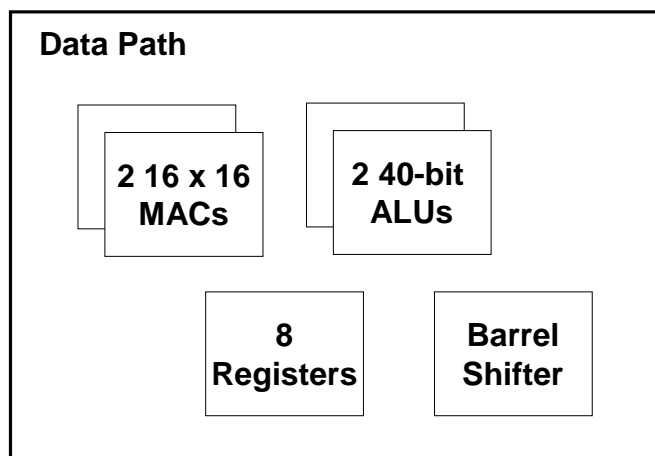 Data Path
2 16 x 16
MACs
2 40-bit
ALUs
8
Registers
Barrel
Shifter